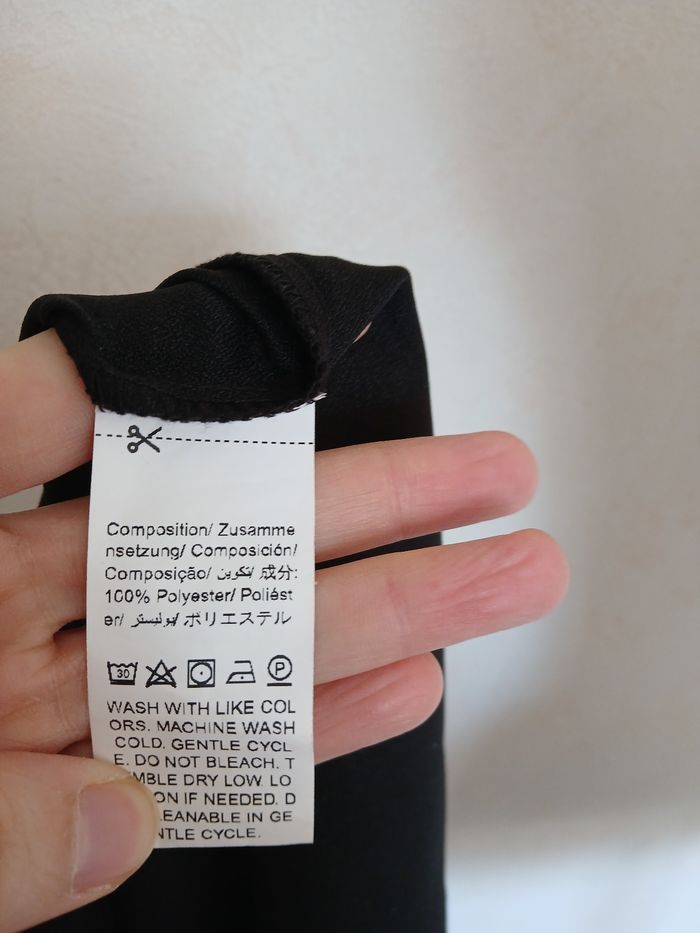 Composition/ Zusamme
nsetzung/ Composición/
Composição/ تكوين/ 成分:
100% Polyester/ Poliést
er/ بوليستر/ ポリエステル
30 P
WASH WITH LIKE COL
ORS. MACHINE WASH
COLD. GENTLE CYCL
E. DO NOT BLEACH. T
MBLE DRY LOW. LO
ON IF NEEDED. D
LEANABLE IN GE
NTLE CYCLE.